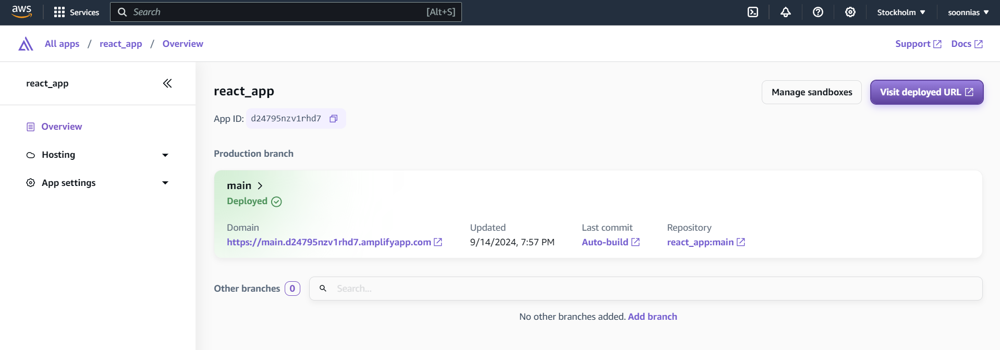 aws Services Search [Alt+S] Stockholm soonnias
All apps / react_app / Overview Support Docs
react_app
Overview
Hosting
App settings
react_app
Manage sandboxes Visit deployed URL
App ID: d24795nzv1rhd7
Production branch
main
Deployed
Domain Updated Last commit Repository
https://main.d24795nzv1rhd7.amplifyapp.com 9/14/2024, 7:57 PM Auto-build react_app:main
Other branches 0 Search...
No other branches added. Add branch